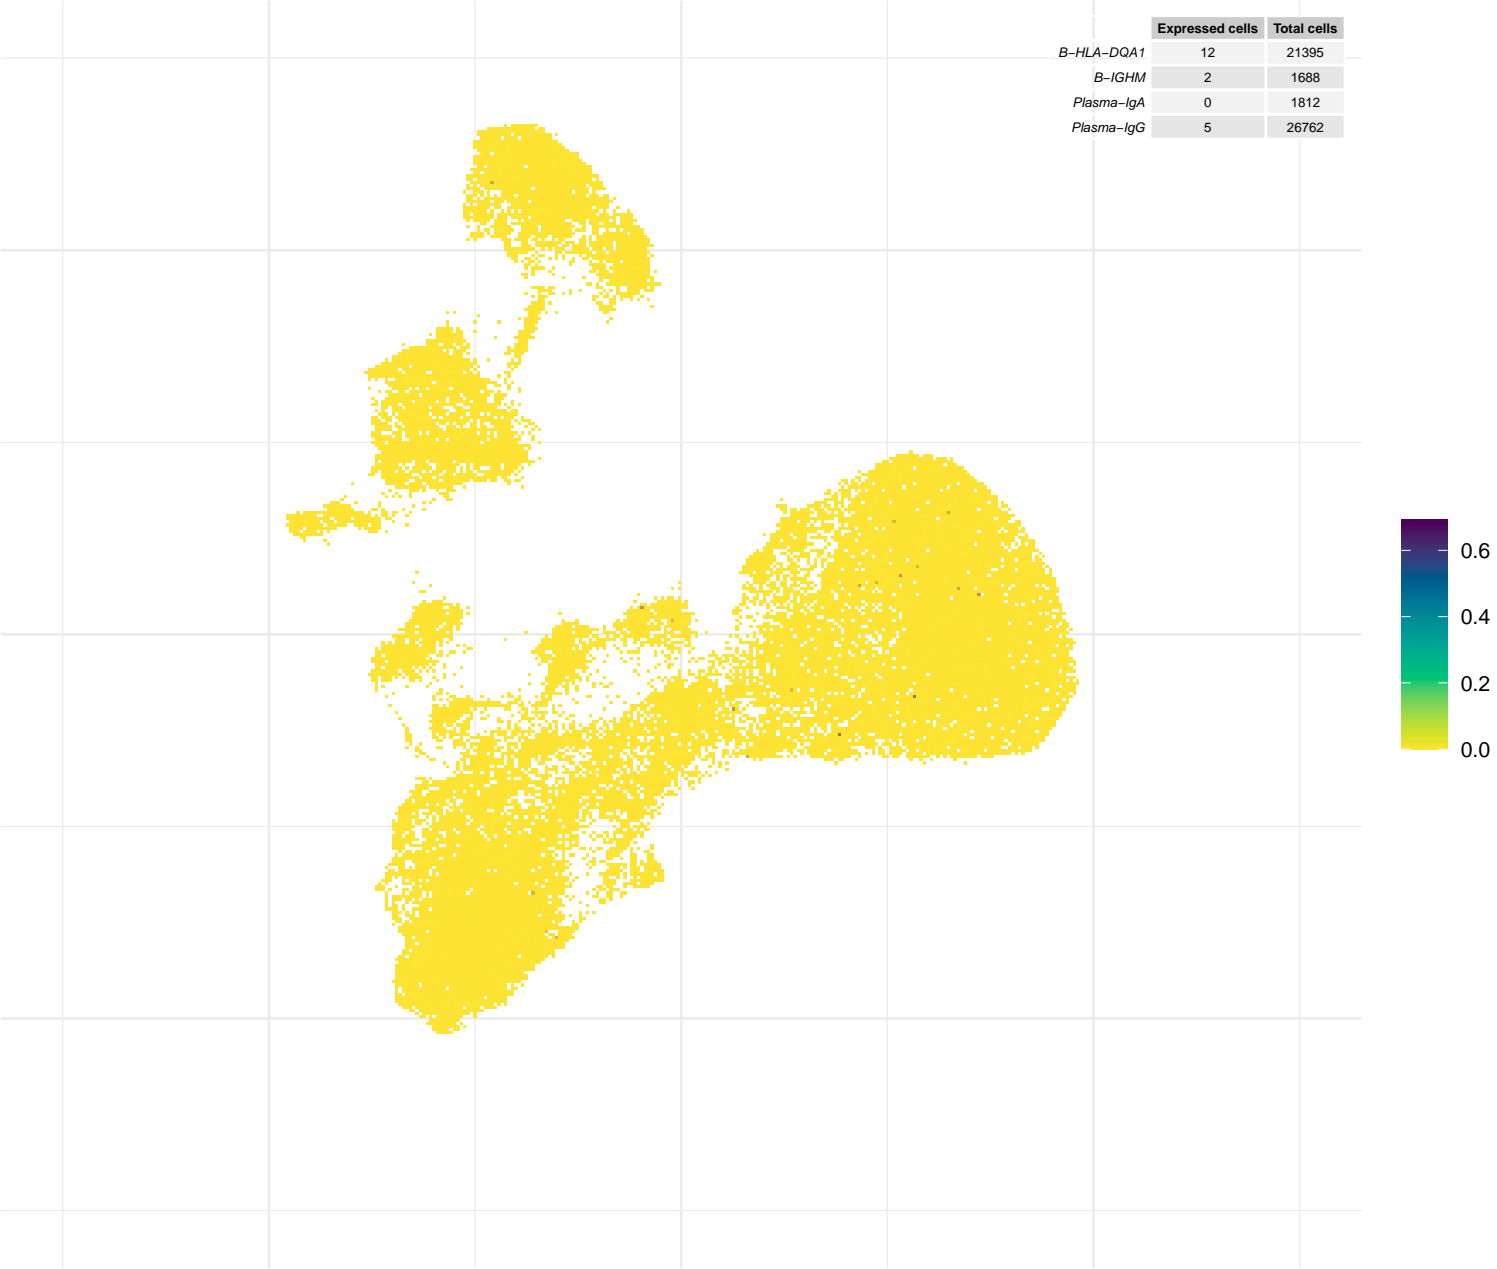 Expressed cells Total cells
B−HLA−DQA1 12 21395
B−IGHM 2 1688
Plasma−IgA 0 1812
Plasma−IgG 5 26762
0.6
0.4
0.2
0.0